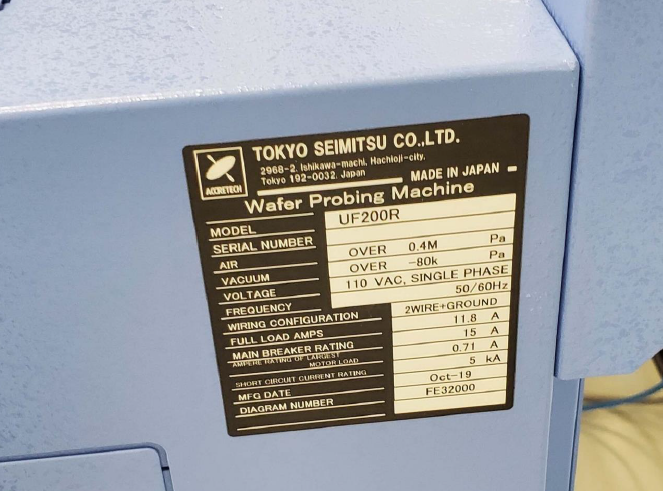 TOKYO SEIMITSU CO.,LTD.
2968-2, Ishikawa-machi, Hachioji-city,
Tokyo 192-0032, Japan
ACCRETECH
MADE IN JAPAN
Wafer Probing Machine
MODEL UF200R
SERIAL NUMBER
AIR OVER 0.4M Pa
VACUUM OVER -80k Pa
VOLTAGE 110 VAC, SINGLE PHASE
FREQUENCY 50/60Hz
WIRING CONFIGURATION 2WIRE+GROUND
FULL LOAD AMPS 11.8 A
MAIN BREAKER RATING 15 A
AMPERE RATING OF LARGEST
MOTOR LOAD 0.71 A
SHORT CIRCUIT CURRENT RATING 5 kA
MFG DATE Oct-19
DIAGRAM NUMBER FE32000